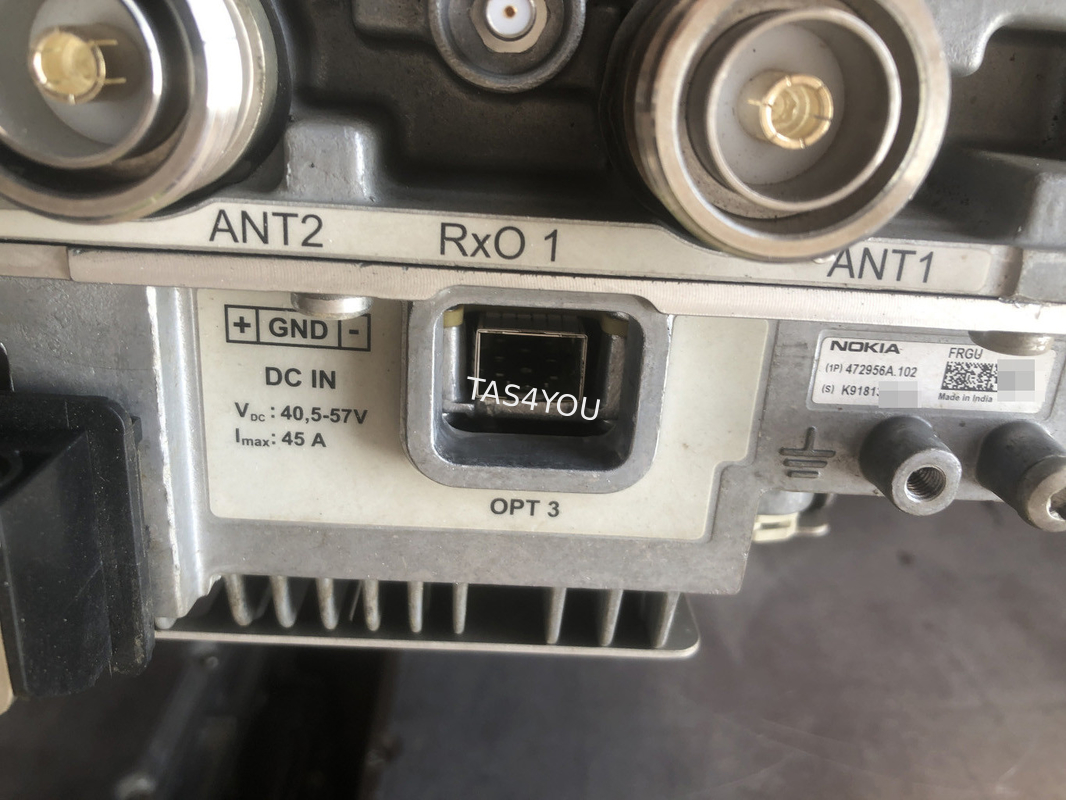 ANT2
RxO 1
ANT1
+ GND -
DC IN
VDC: 40,5-57V
Imax: 45 A
TAS4YOU
OPT 3
NOKIA
FRGU
(1P) 472956A.102
(S) K9181
Made in India